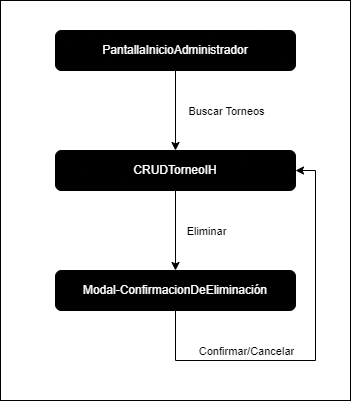 PantallaInicioAdministrador
Buscar Torneos
CRUDTorneoIH
Eliminar
Modal-ConfirmacionDeEliminación
Confirmar/Cancelar